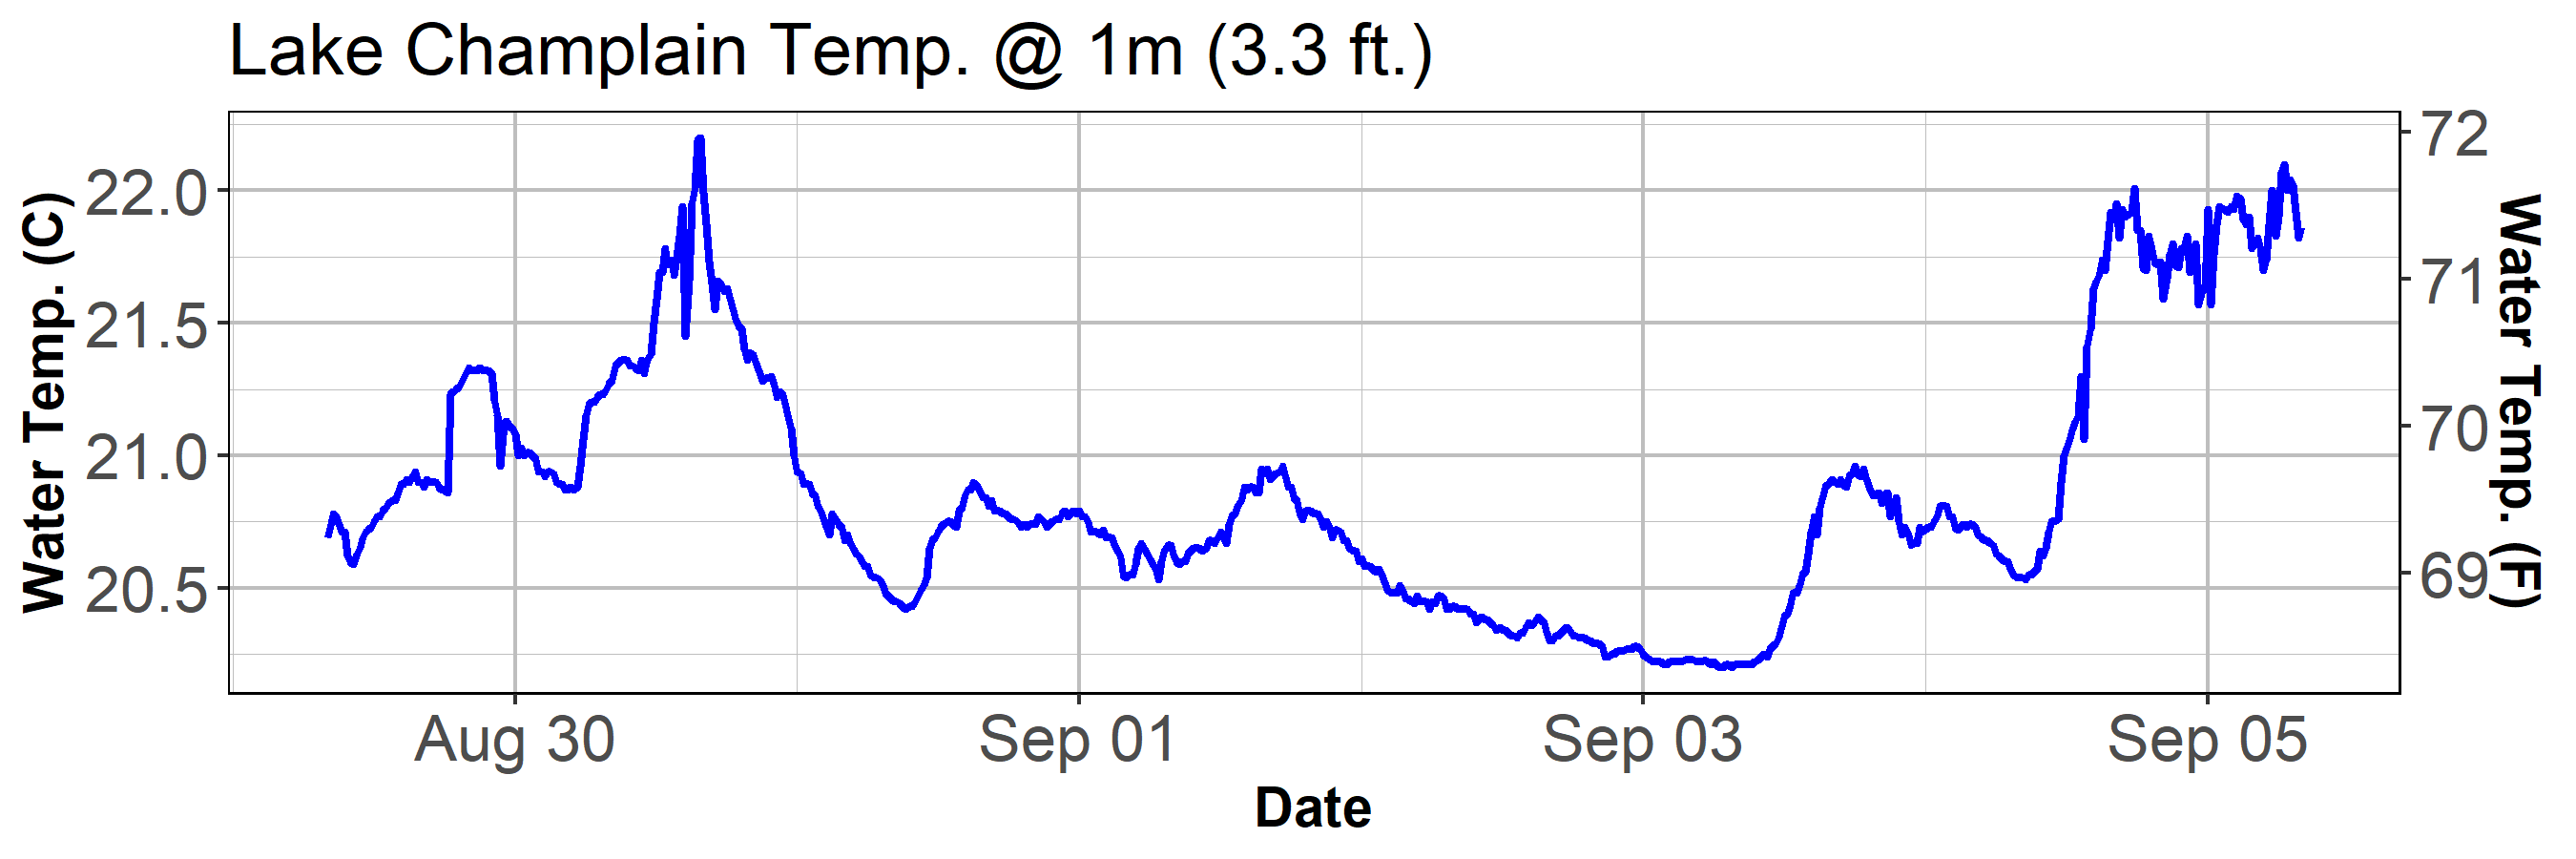 Lake Champlain Temp. @ 1m (3.3 ft.)
Water Temp. (C)
22.0
21.5
21.0
20.5
72
71
70
69
Water Temp. (F)
Aug 30 Sep 01 Sep 03 Sep 05
Date